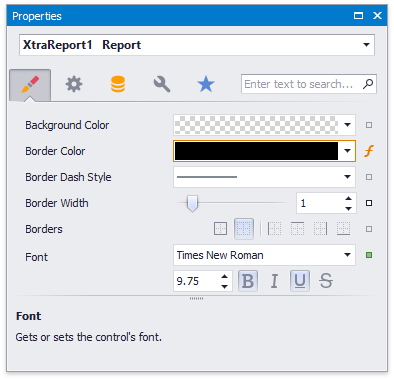 Properties
XtraReport1 Report
Enter text to search...
Background Color
Border Color
Border Dash Style
Border Width 1
Borders
Font Times New Roman
9.75 B I U S
Font
Gets or sets the control's font.